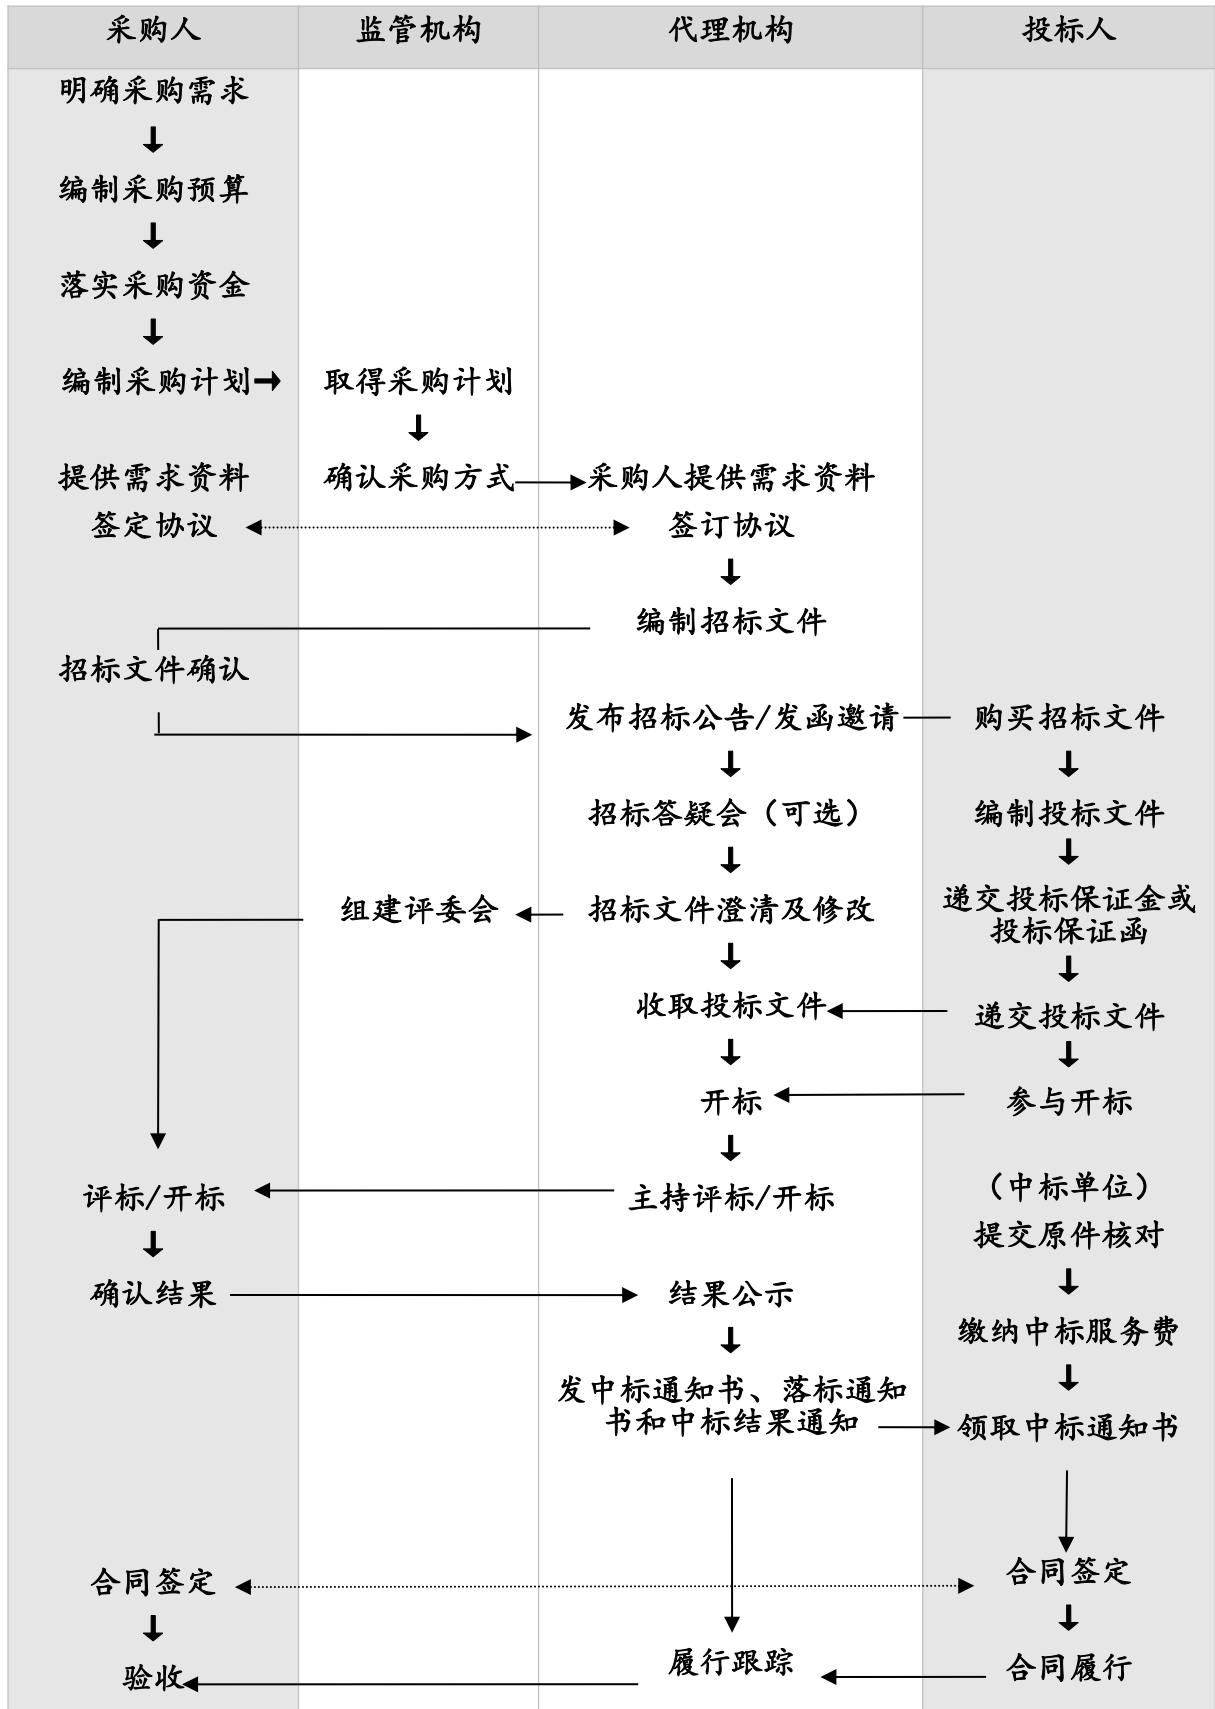 采购人 监管机构 代理机构 投标人
明确采购需求
编制采购预算
落实采购资金
编制采购计划 取得采购计划
提供需求资料 确认采购方式 采购人提供需求资料
签定协议 签订协议
编制招标文件
招标文件确认
发布招标公告/发函邀请 购买招标文件
招标答疑会（可选） 编制投标文件
组建评委会 招标文件澄清及修改 递交投标保证金或
投标保证函
收取投标文件 递交投标文件
开标 参与开标
评标/开标 主持评标/开标 （中标单位）
提交原件核对
确认结果 结果公示
缴纳中标服务费
发中标通知书、落标通知
书和中标结果通知 领取中标通知书
合同签定 合同签定
验收 履行跟踪 合同履行